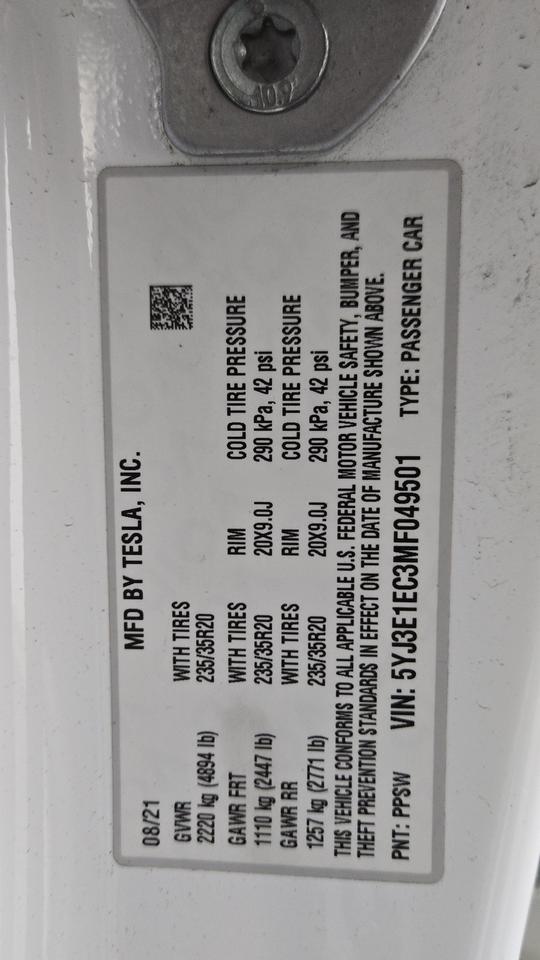 10.9
MFD BY TESLA, INC.
08/21
GVWR WITH TIRES
2220 kg (4894 lb) 235/35R20
GAWR FRT WITH TIRES RIM COLD TIRE PRESSURE
1110 kg (2447 lb) 235/35R20 20X9.0J 290 kPa, 42 psi
GAWR RR WITH TIRES RIM COLD TIRE PRESSURE
1257 kg (2771 lb) 235/35R20 20X9.0J 290 kPa, 42 psi
THIS VEHICLE CONFORMS TO ALL APPLICABLE U.S. FEDERAL MOTOR VEHICLE SAFETY, BUMPER, AND
THEFT PREVENTION STANDARDS IN EFFECT ON THE DATE OF MANUFACTURE SHOWN ABOVE.
PNT: PPSW VIN: 5YJ3E1EC3MF049501 TYPE: PASSENGER CAR